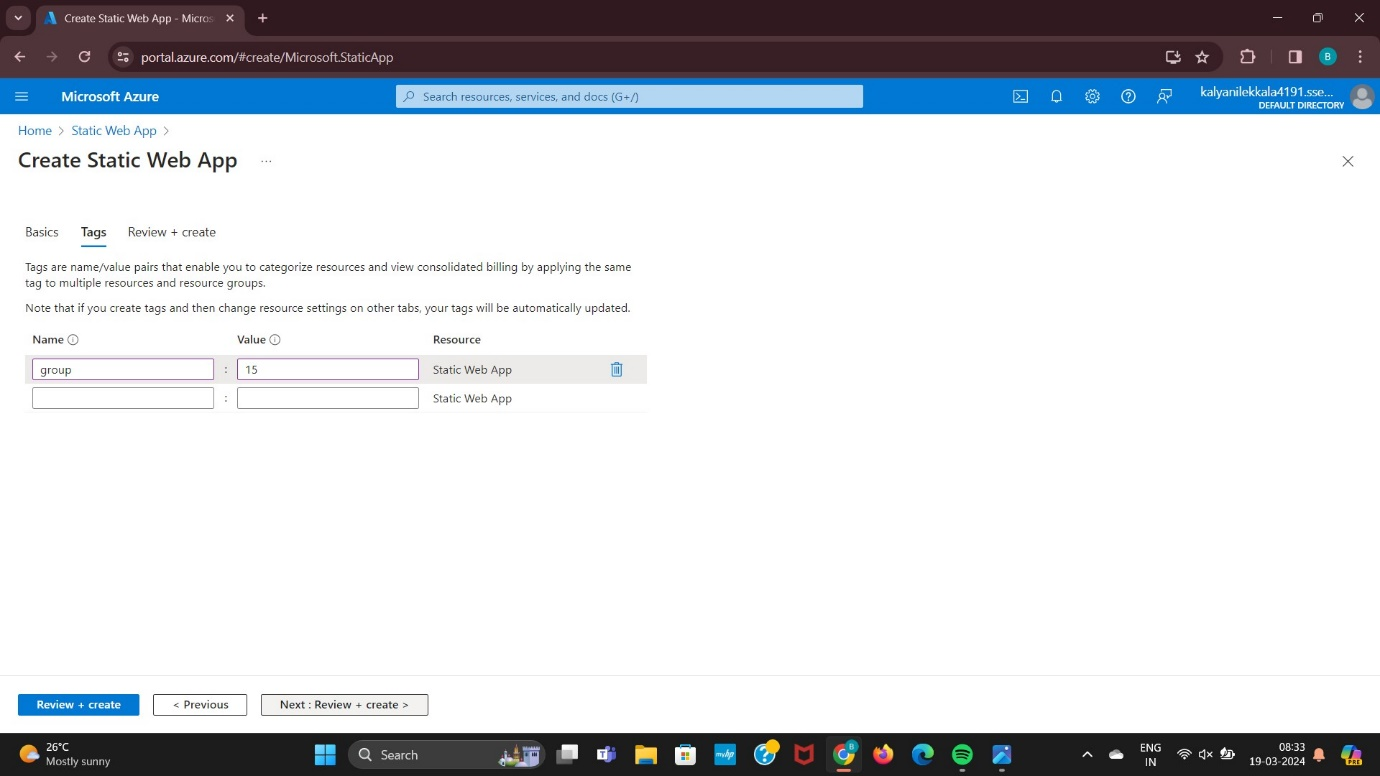 Create Static Web App - Micros
portal.azure.com/#create/Microsoft.StaticApp
B
Microsoft Azure
Search resources, services, and docs (G+/)
kalyanilekkala4191.sse...
DEFAULT DIRECTORY
Home > Static Web App >
Create Static Web App ...
Basics Tags Review + create
Tags are name/value pairs that enable you to categorize resources and view consolidated billing by applying the same
tag to multiple resources and resource groups.
Note that if you create tags and then change resource settings on other tabs, your tags will be automatically updated.
Name Value Resource
group : 15 Static Web App
: Static Web App
Review + create < Previous Next : Review + create >
26°C
Mostly sunny
Search
myhp
B
ENG
IN
08:33
19-03-2024
PRE